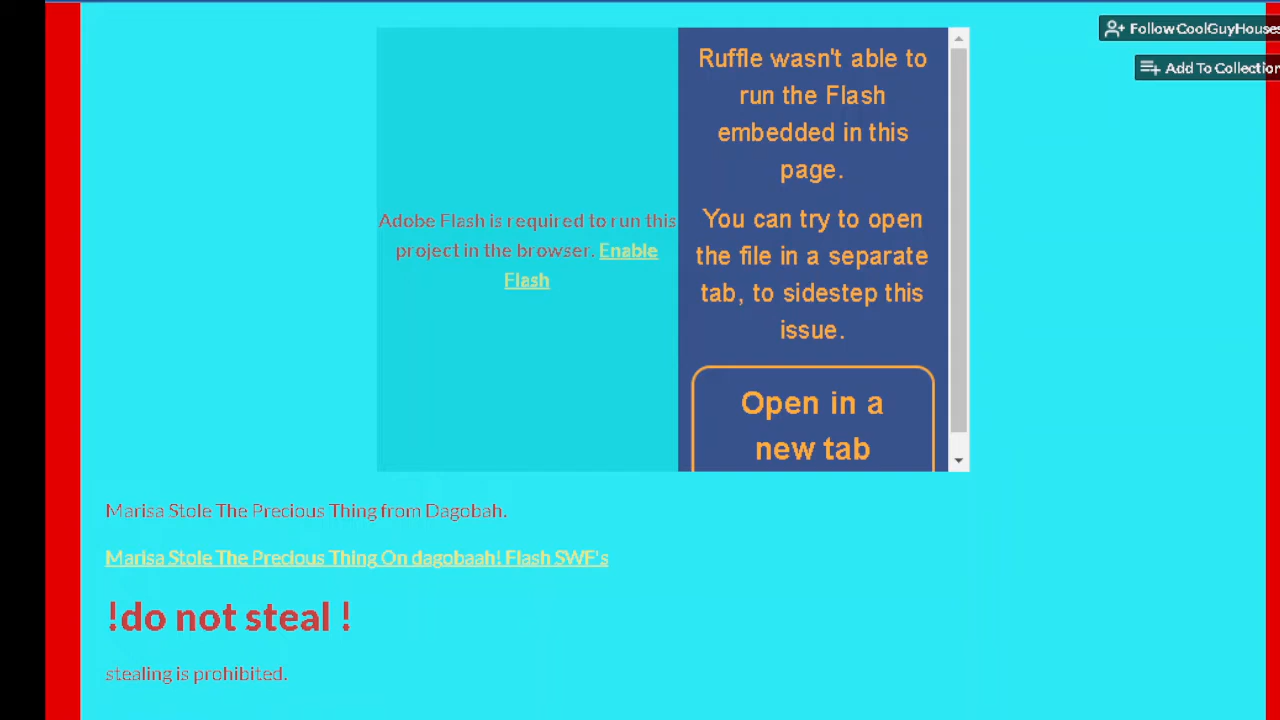 FollowCoolGuyHouses
Add To Collection
Adobe Flash is required to run this
project in the browser. Enable
Flash
Ruffle wasn't able to
run the Flash
embedded in this
page.
You can try to open
the file in a separate
tab, to sidestep this
issue.
Open in a
new tab
Marisa Stole The Precious Thing from Dagobah.
Marisa Stole The Precious Thing On dagobaah! Flash SWF's
!do not steal !
stealing is prohibited.